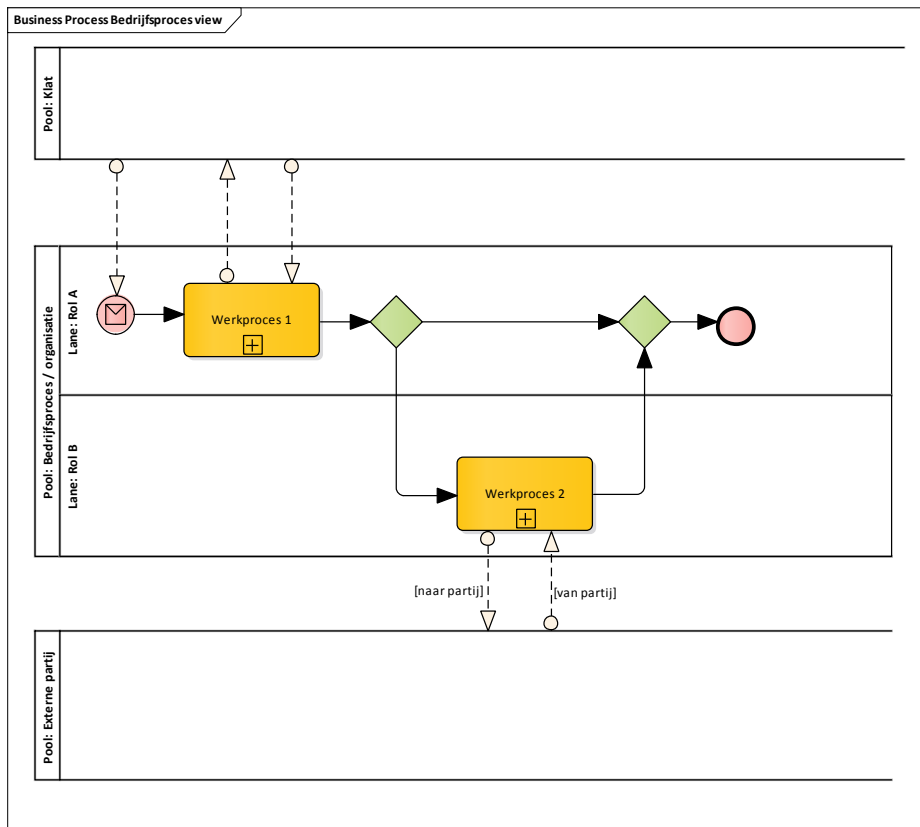 Business Process Bedrijfsproces view
Pool: Klat
Pool: Bedrijfsproces / organisatie
Lane: Rol A
Werkproces 1
Lane: Rol B
Werkproces 2
[naar partij]
[van partij]
Pool: Externe partij